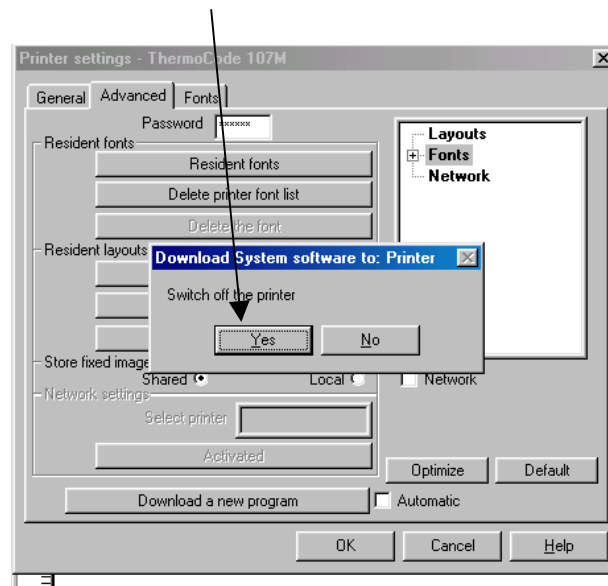 Printer settings - ThermoCode 107M
General Advanced Fonts
Password xxxxxx
Resident fonts
Resident fonts
Delete printer font list
Delete the font
Layouts
Fonts
Network
Resident layouts
Download System software to: Printer
Switch off the printer
Yes No
Store fixed image
Shared Local Network
Network settings
Select printer
Activated
Optimize Default
Download a new program Automatic
OK Cancel Help